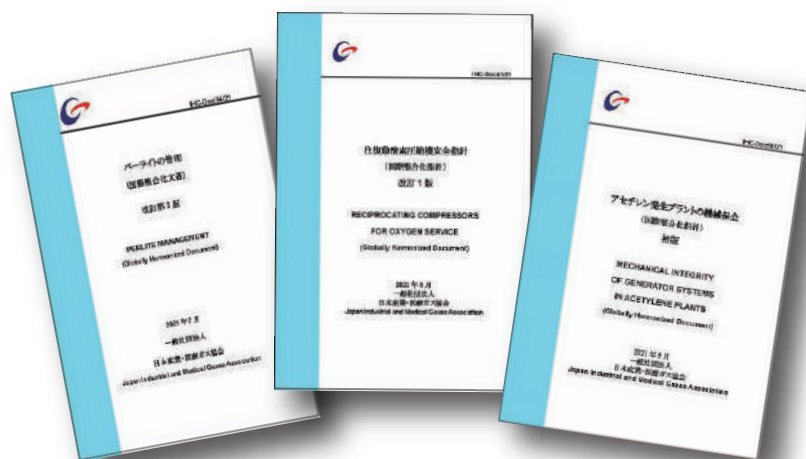 パーライトの管理
(国際整合化文書)
PERLITE MANAGEMENT
(Globally Harmonized Document)
一般社団法人
日本産業・医療ガス協会
Japan Industrial and Medical Gases Association
往復動酸素圧縮機安全指針
(国際整合化指針)
改訂1版
RECIPROCATING COMPRESSORS
FOR OXYGEN SERVICE
(Globally Harmonized Document)
一般社団法人
日本産業・医療ガス協会
Japan Industrial and Medical Gases Association
アセチレン発生プラントの機械保全
(国際整合化指針)
初版
MECHANICAL INTEGRITY
OF GENERATOR SYSTEMS
IN ACETYLENE PLANTS
(Globally Harmonized Document)
一般社団法人
日本産業・医療ガス協会
Japan Industrial and Medical Gases Association